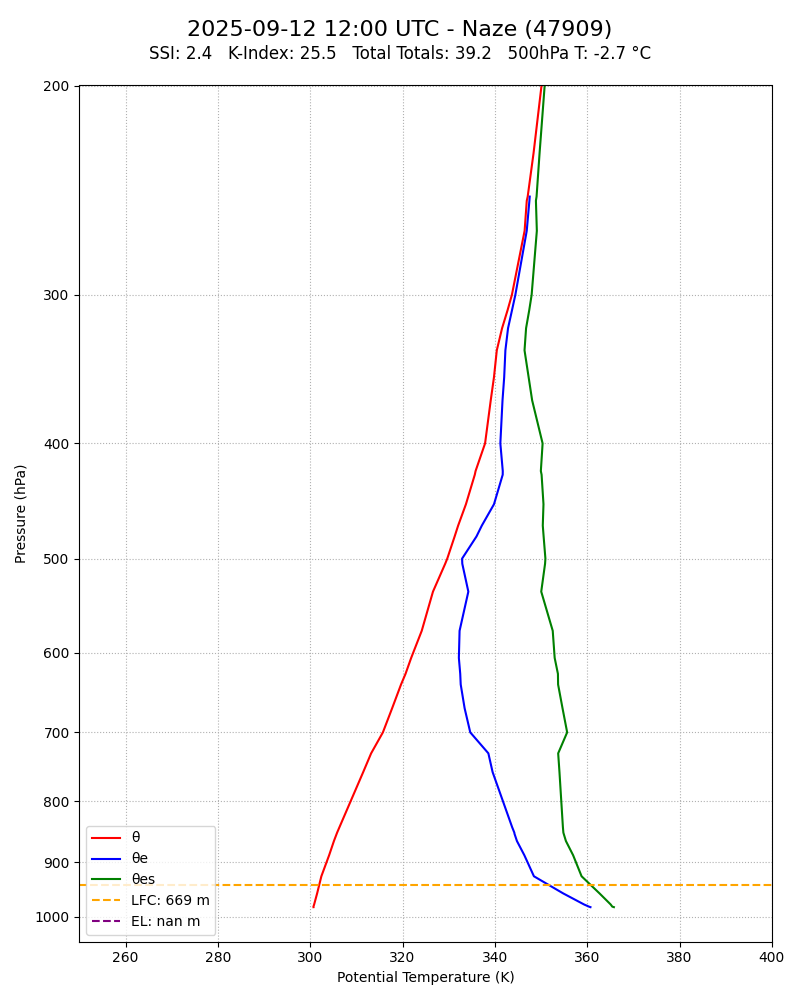 2025-09-12 12:00 UTC - Naze (47909)
SSI: 2.4   K-Index: 25.5   Total Totals: 39.2   500hPa T: -2.7 °C
200
300
400
500
600
700
800
900
1000
Pressure (hPa)
θ
θe
θes
LFC: 669 m
EL: nan m
260
280
300
320
340
360
380
400
Potential Temperature (K)